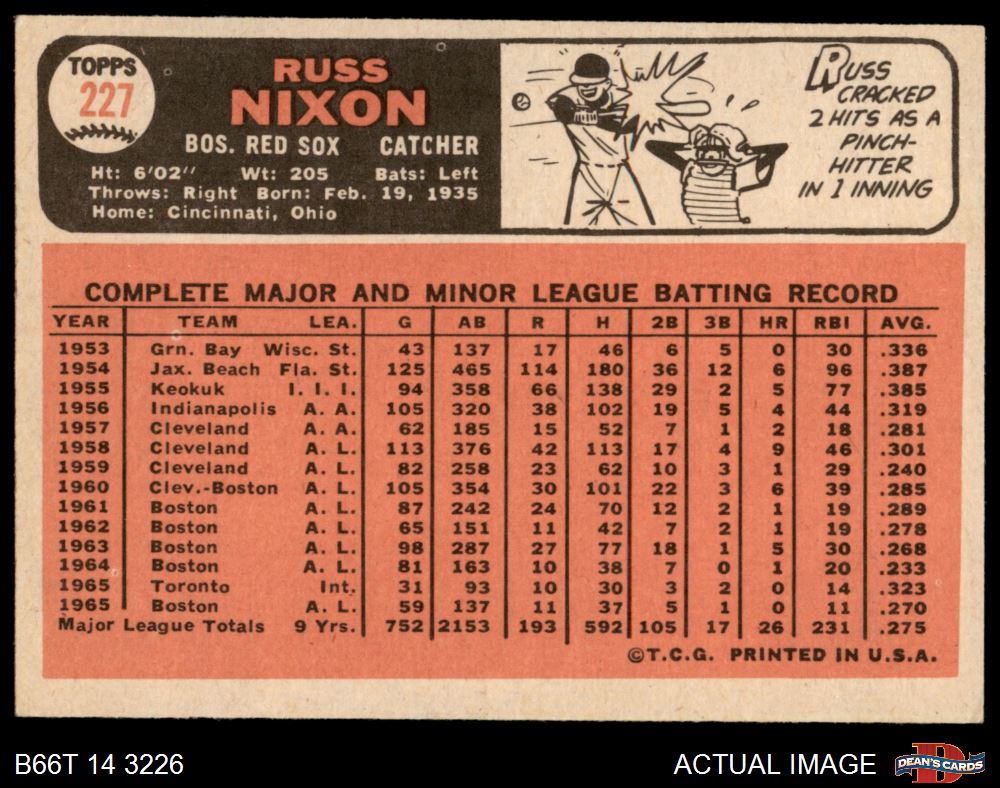 TOPPS
227
RUSS
NIXON
BOS. RED SOX CATCHER
Ht: 6'02" Wt: 205 Bats: Left
Throws: Right Born: Feb. 19, 1935
Home: Cincinnati, Ohio
RUSS
CRACKED
2 HITS AS A
PINCH-
HITTER
IN 1 INNING
COMPLETE MAJOR AND MINOR LEAGUE BATTING RECORD
YEAR TEAM LEA. G AB R H 2B 3B HR RBI AVG.
1953 Grn. Bay Wisc. St. 43 137 17 46 6 5 0 30 .336
1954 Jax. Beach Fla. St. 125 465 114 180 36 12 6 96 .387
1955 Keokuk I. I. I. 94 358 66 138 29 2 5 77 .385
1956 Indianapolis A. A. 105 320 38 102 19 5 4 44 .319
1957 Cleveland A. A. 62 185 15 52 7 1 2 18 .281
1958 Cleveland A. L. 113 376 42 113 17 4 9 46 .301
1959 Cleveland A. L. 82 258 23 62 10 3 1 29 .240
1960 Clev.-Boston A. L. 105 354 30 101 22 3 6 39 .285
1961 Boston A. L. 87 242 24 70 12 2 1 19 .289
1962 Boston A. L. 65 151 11 42 7 2 1 19 .278
1963 Boston A. L. 98 287 27 77 18 1 5 30 .268
1964 Boston A. L. 81 163 10 38 7 0 1 20 .233
1965 Toronto Int. 31 93 10 30 3 2 0 14 .323
1965 Boston A. L. 59 137 11 37 5 1 0 11 .270
Major League Totals 9 Yrs. 752 2153 193 592 105 17 26 231 .275
©T.C.G. PRINTED IN U.S.A.
B66T 14 3226
ACTUAL IMAGE
D
DEAN'S CARDS